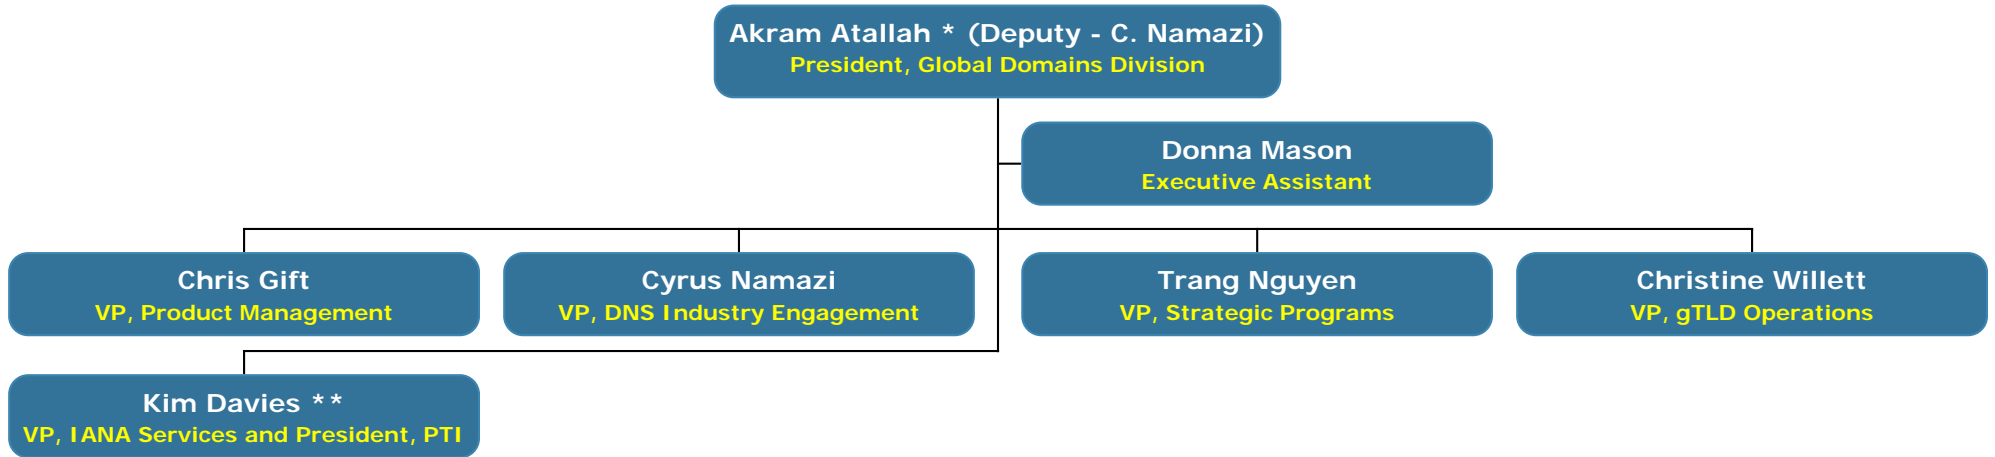 Akram Atallah * (Deputy - C. Namazi)
President, Global Domains Division
Donna Mason
Executive Assistant
Chris Gift
VP, Product Management
Cyrus Namazi
VP, DNS Industry Engagement
Trang Nguyen
VP, Strategic Programs
Christine Willett
VP, gTLD Operations
Kim Davies **
VP, IANA Services and President, PTI